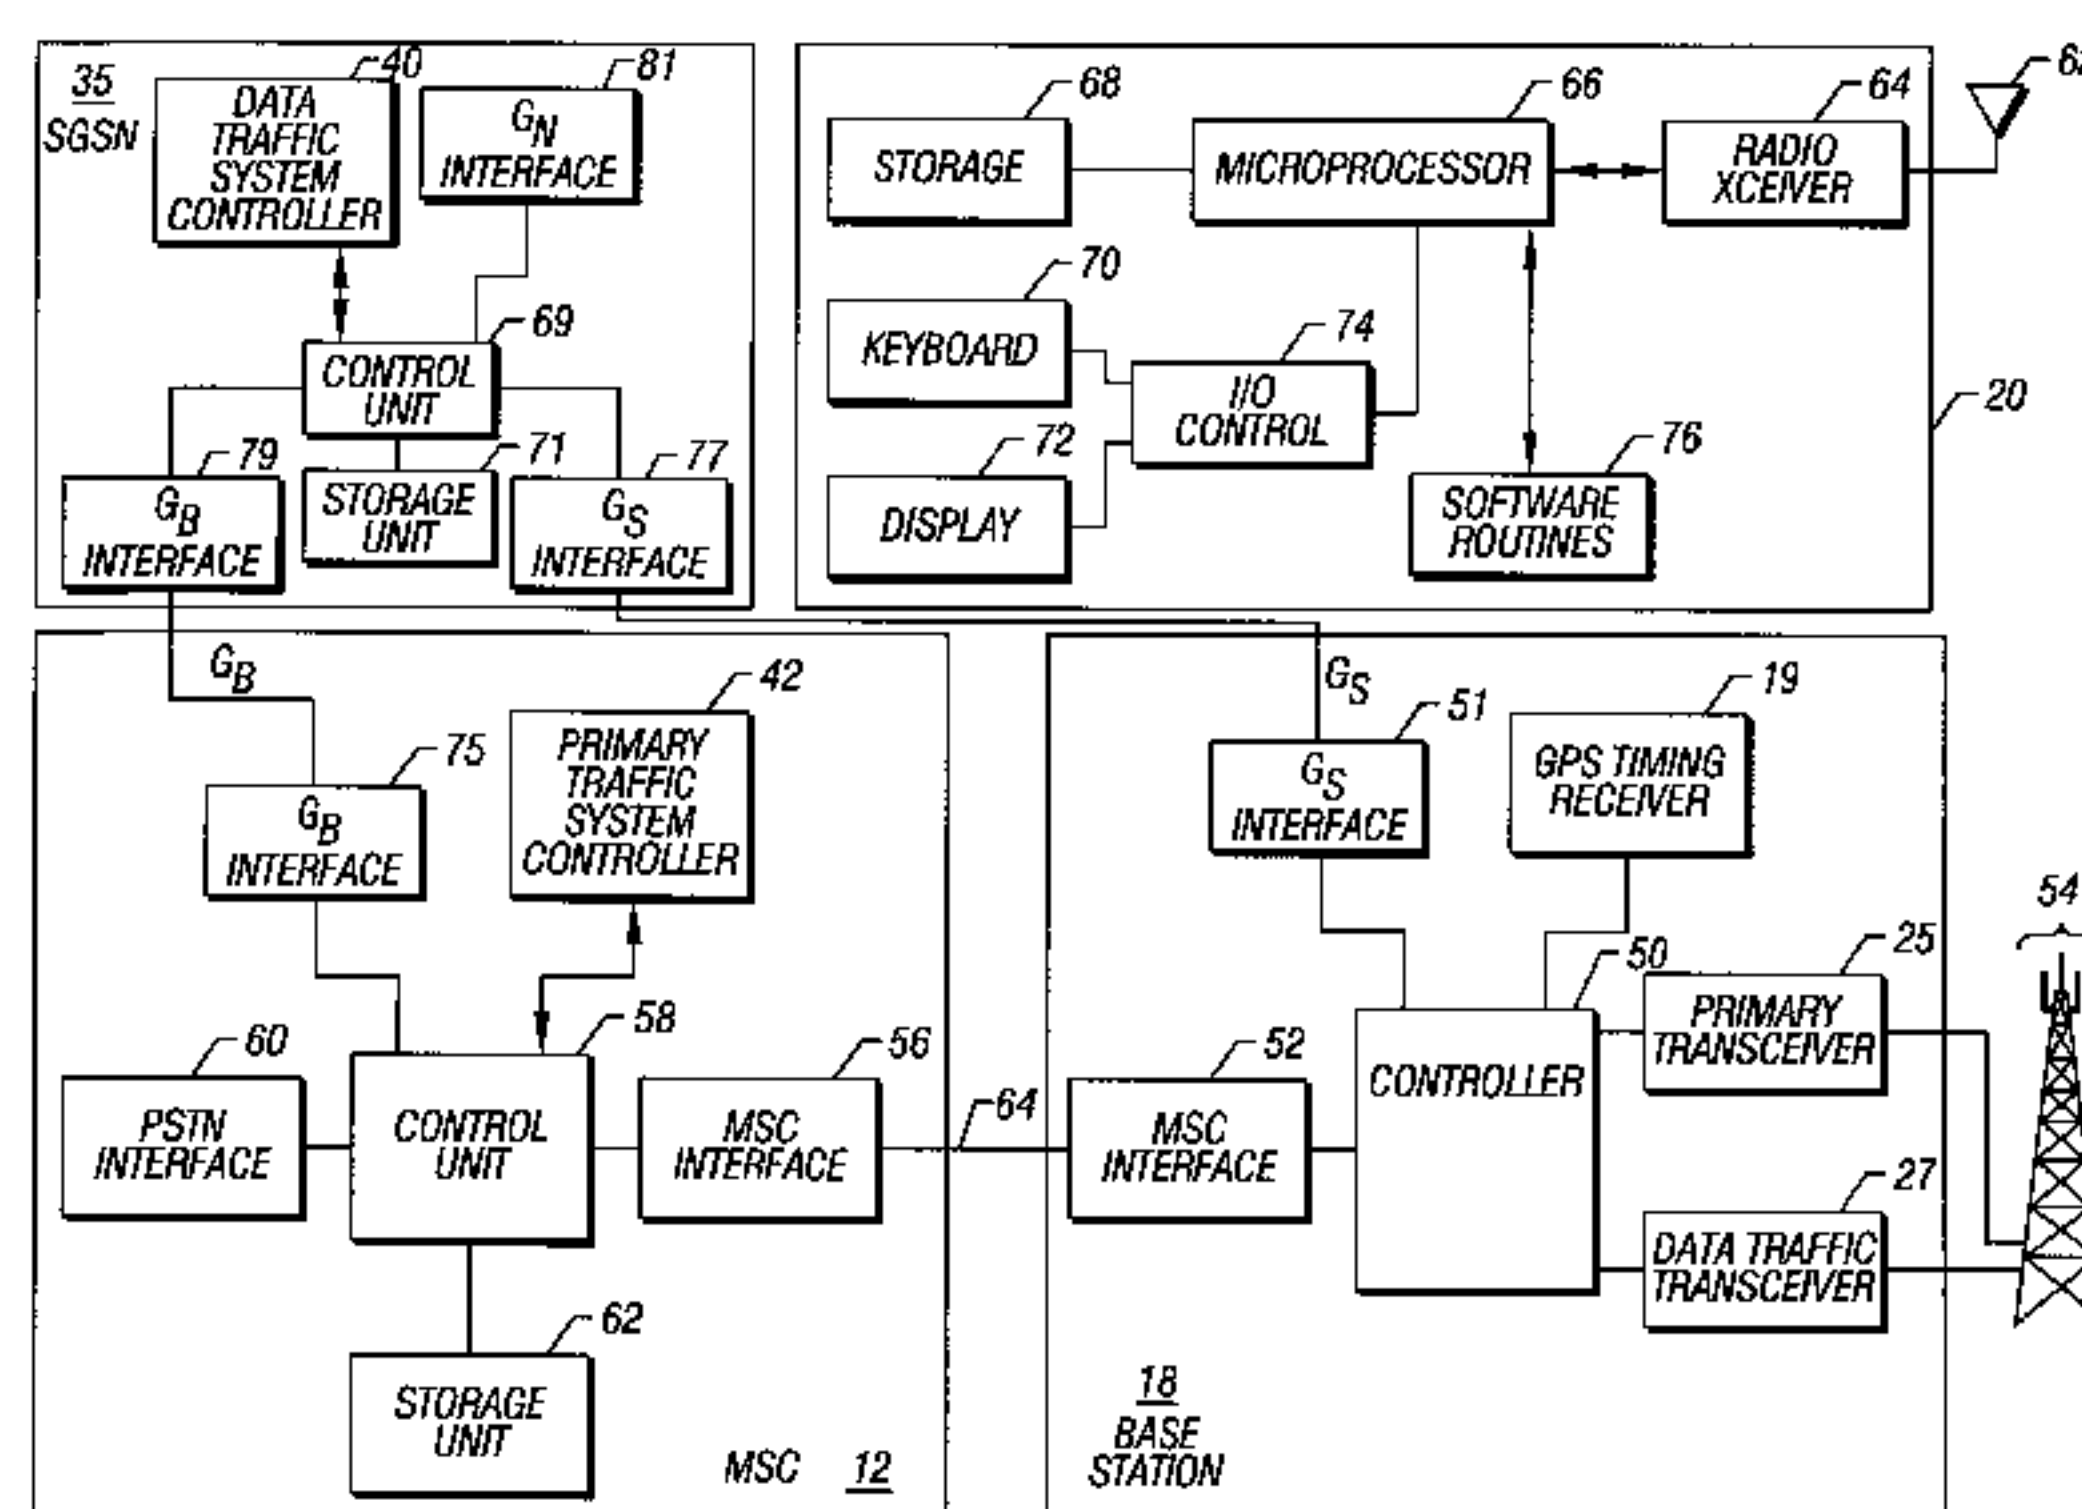 35
SGSN
40
DATA
TRAFFIC
SYSTEM
CONTROLLER
81
GN
INTERFACE
69
CONTROL
UNIT
79
GB
INTERFACE
71
STORAGE
UNIT
77
GS
INTERFACE
68
STORAGE
66
MICROPROCESSOR
64
RADIO
XCEIVER
70
KEYBOARD
74
I/O
CONTROL
72
DISPLAY
76
SOFTWARE
ROUTINES
20
GB
42
PRIMARY
TRAFFIC
SYSTEM
CONTROLLER
75
GB
INTERFACE
60
PSTN
INTERFACE
58
CONTROL
UNIT
56
MSC
INTERFACE
64
62
STORAGE
UNIT
MSC 12
GS
51
GS
INTERFACE
19
GPS TIMING
RECEIVER
52
MSC
INTERFACE
50
CONTROLLER
25
PRIMARY
TRANSCEIVER
27
DATA TRAFFIC
TRANSCEIVER
54
18
BASE
STATION